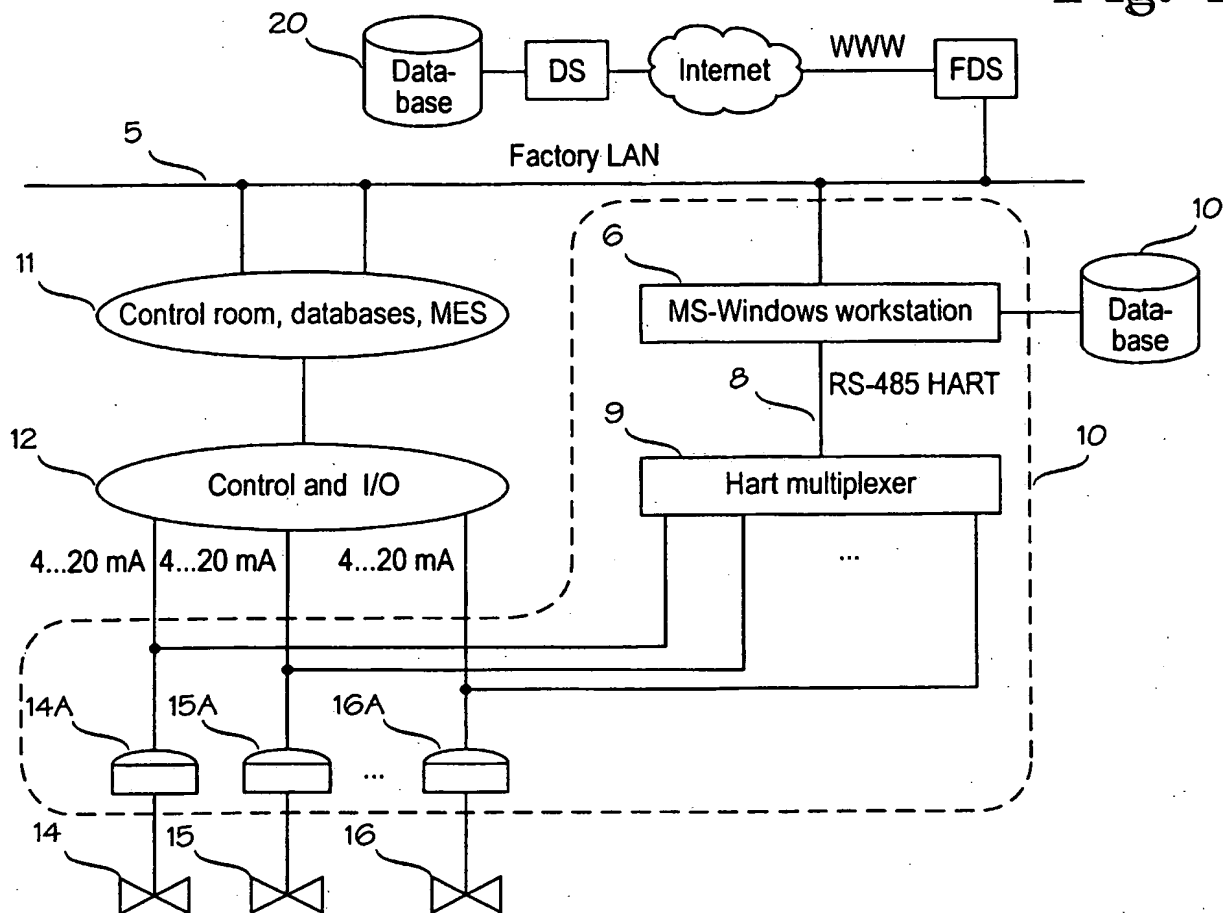 20
Data-
base
DS
Internet
WWW
FDS
5
Factory LAN
11
Control room, databases, MES
6
MS-Windows workstation
10
Data-
base
8
RS-485 HART
12
Control and I/O
9
Hart multiplexer
10
4...20 mA
4...20 mA
4...20 mA
...
14A
15A
16A
...
14
15
16